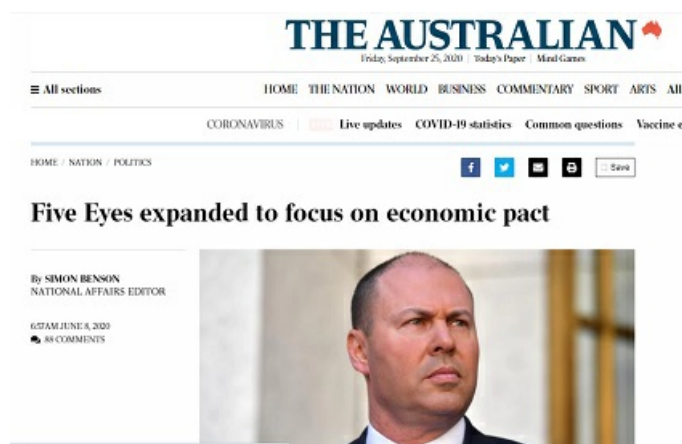 THE AUSTRALIAN
Friday, September 25, 2020 | Today's Paper | Mind Games
All sections
HOME THE NATION WORLD BUSINESS COMMENTARY SPORT ARTS All
CORONAVIRUS Live updates COVID-19 statistics Common questions Vaccine
HOME / NATION / POLITICS
Save
Five Eyes expanded to focus on economic pact
By SIMON BENSON
NATIONAL AFFAIRS EDITOR
6:57AM JUNE 8, 2020
88 COMMENTS